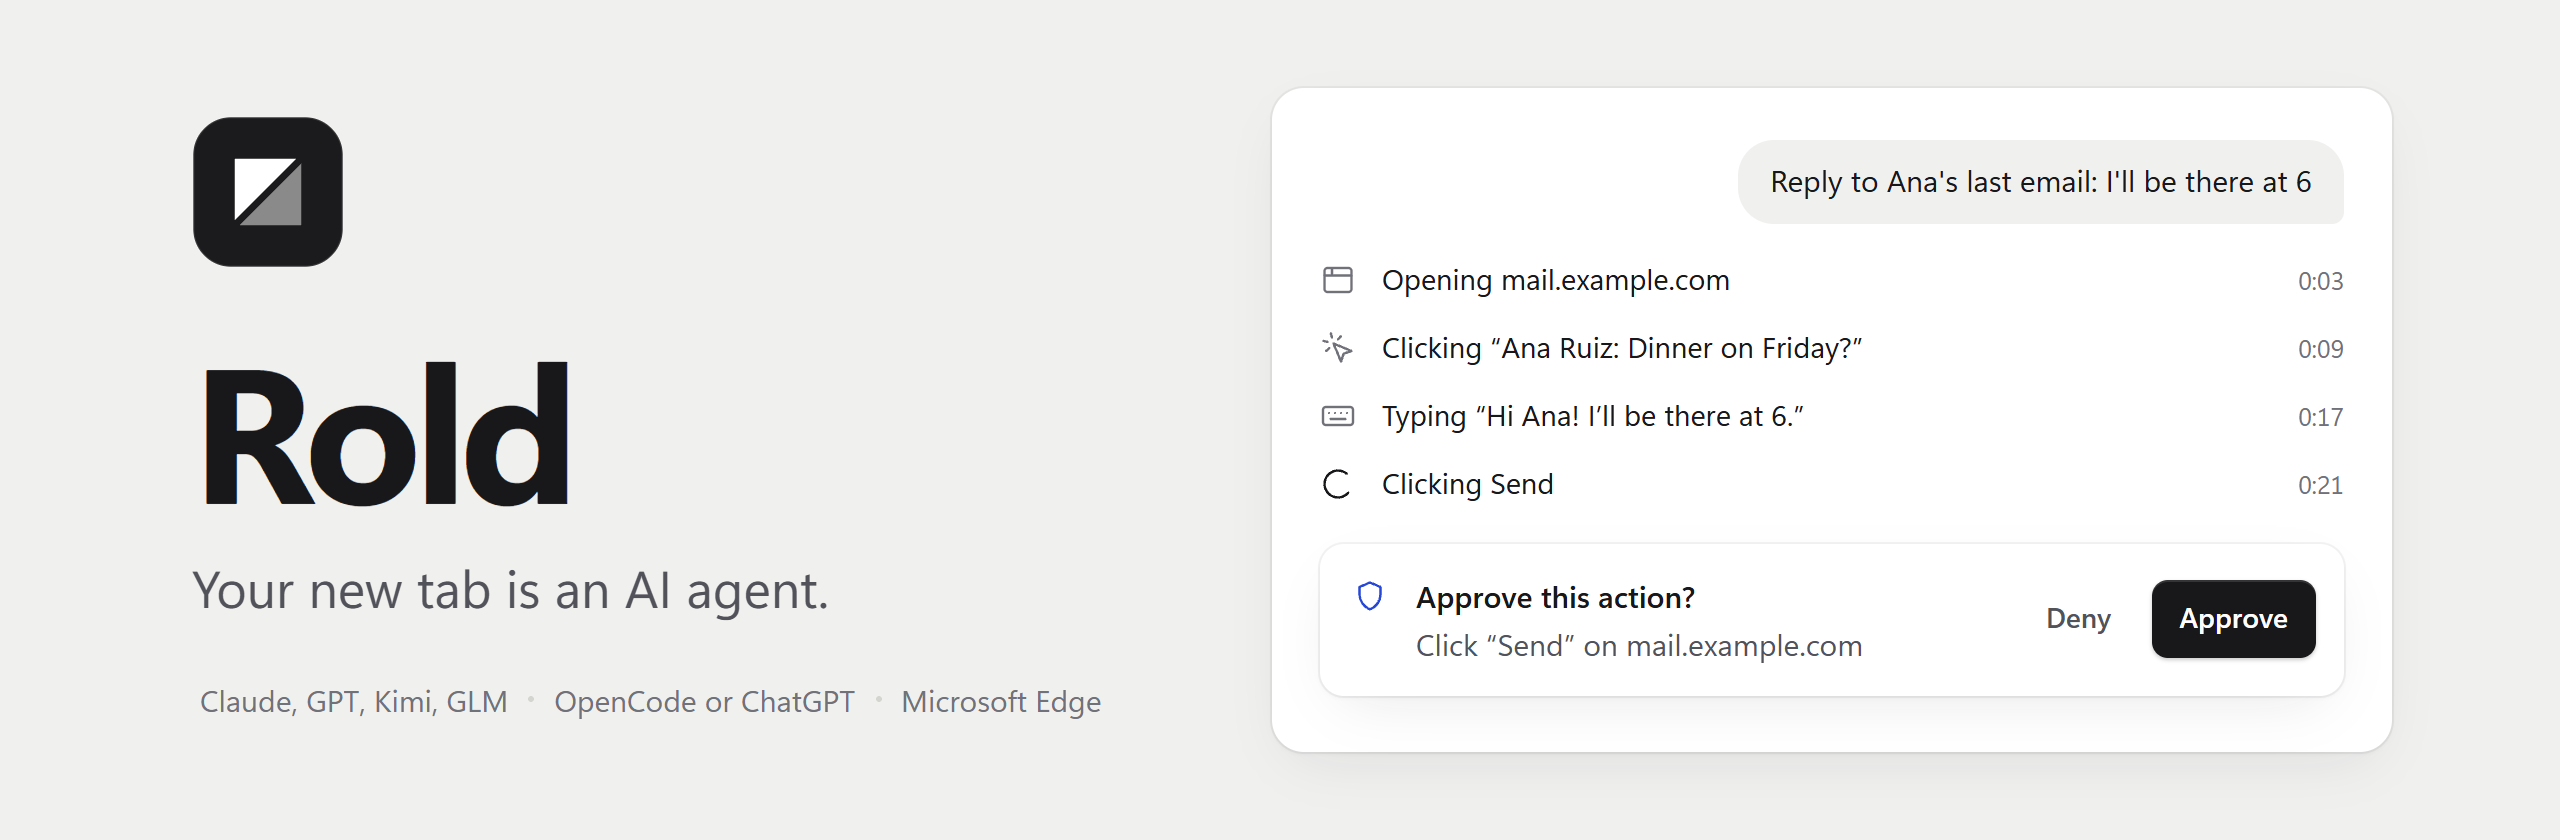 Rold
Your new tab is an AI agent.
Claude, GPT, Kimi, GLM • OpenCode or ChatGPT • Microsoft Edge
Reply to Ana's last email: I'll be there at 6
Opening mail.example.com 0:03
Clicking “Ana Ruiz: Dinner on Friday?” 0:09
Typing “Hi Ana! I’ll be there at 6.” 0:17
Clicking Send 0:21
Approve this action?
Click “Send” on mail.example.com
Deny Approve